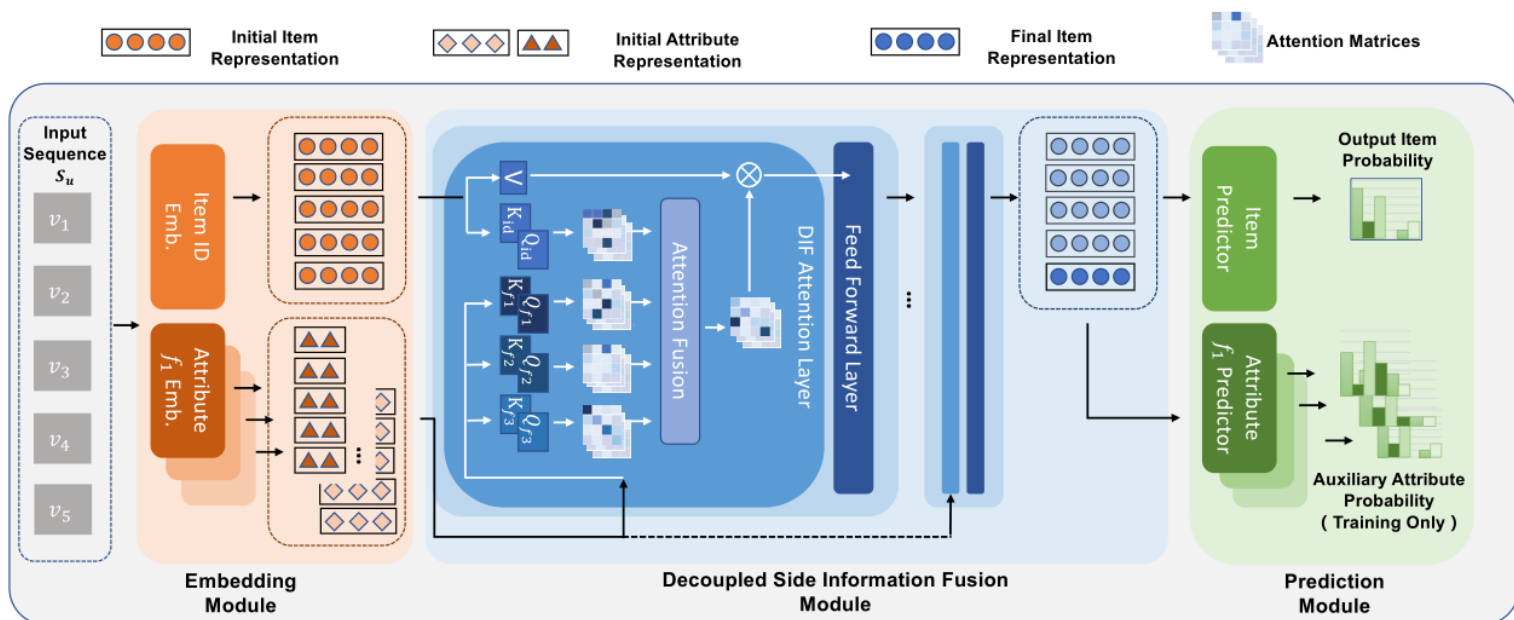 Initial Item
Representation
Initial Attribute
Representation
Final Item
Representation
Attention Matrices
Input
Sequence
S_u
v_1
v_2
v_3
v_4
v_5
Item ID
Emb.
Attribute
f_1 Emb.
...
Embedding
Module
V
K_id
Q_id
K_f1
Q_f1
K_f2
Q_f2
K_f3
Q_f3
Attention Fusion
DIF Attention Layer
Feed Forward Layer
...
Decoupled Side Information Fusion
Module
Item
Predictor
Attribute
f_1 Predictor
Output Item
Probability
Auxiliary Attribute
Probability
( Training Only )
Prediction
Module